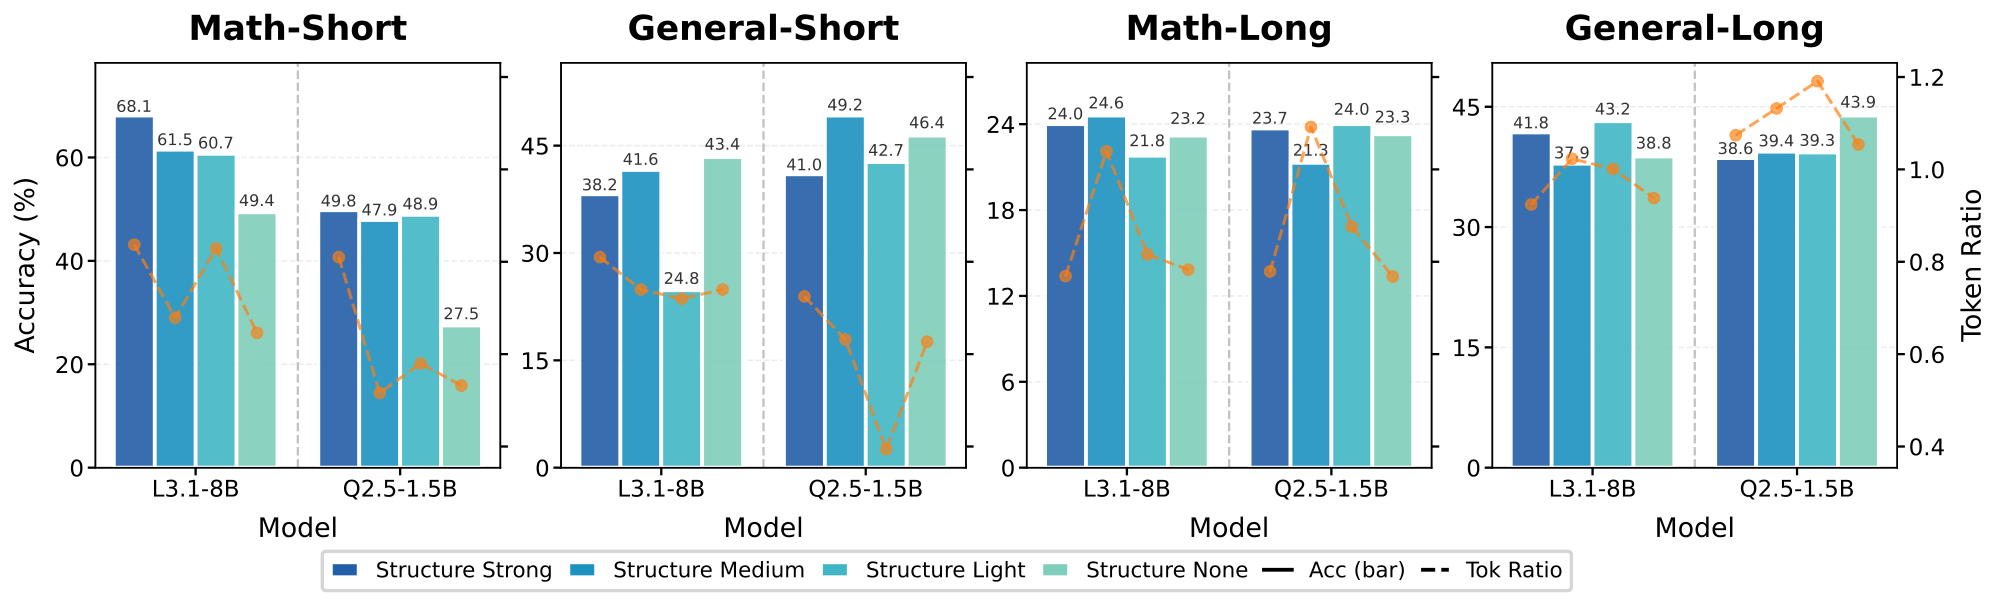 Math-Short
General-Short
Math-Long
General-Long
Accuracy (%)
60
40
20
0
68.1
61.5
60.7
49.4
49.8
47.9
48.9
27.5
L3.1-8B
Q2.5-1.5B
Model
45
30
15
0
38.2
41.6
24.8
43.4
41.0
49.2
42.7
46.4
L3.1-8B
Q2.5-1.5B
Model
24
18
12
6
0
24.0
24.6
21.8
23.2
23.7
21.3
24.0
23.3
L3.1-8B
Q2.5-1.5B
Model
45
30
15
0
41.8
37.9
43.2
38.8
38.6
39.4
39.3
43.9
L3.1-8B
Q2.5-1.5B
Model
1.2
1.0
0.8
0.6
0.4
Token Ratio
Structure Strong Structure Medium Structure Light Structure None Acc (bar) Tok Ratio